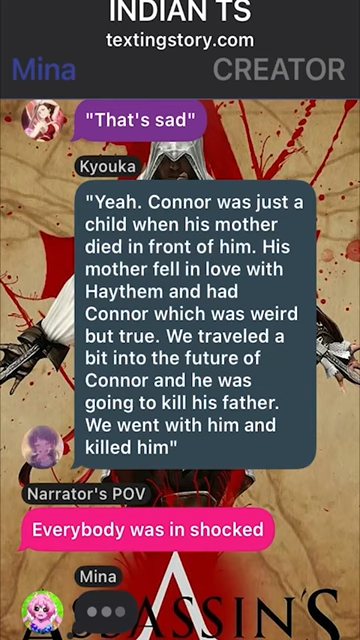 INDIAN TS
textingstory.com
Mina CREATOR
"That's sad"
Kyouka
"Yeah. Connor was just a
child when his mother
died in front of him. His
mother fell in love with
Haythem and had
Connor which was weird
but true. We traveled a
bit into the future of
Connor and he was
going to kill his father.
We went with him and
killed him"
Narrator's POV
Everybody was in shocked
Mina
ASSASSIN'S